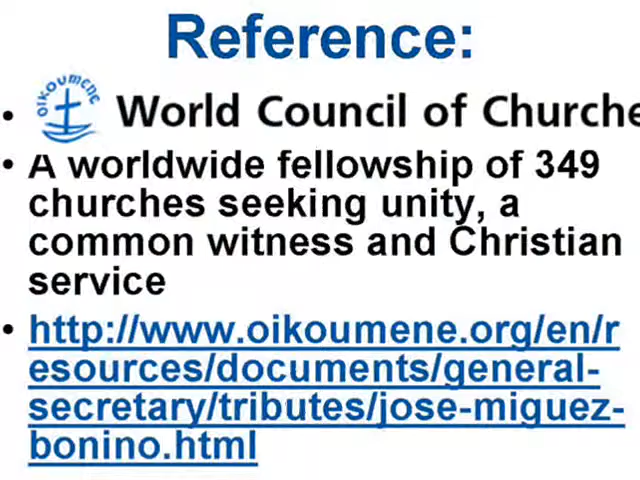 Reference:
OIKOUMENE
World Council of Churche
A worldwide fellowship of 349
churches seeking unity, a
common witness and Christian
service
http://www.oikoumene.org/en/r
esources/documents/general-
secretary/tributes/jose-miguez-
bonino.html